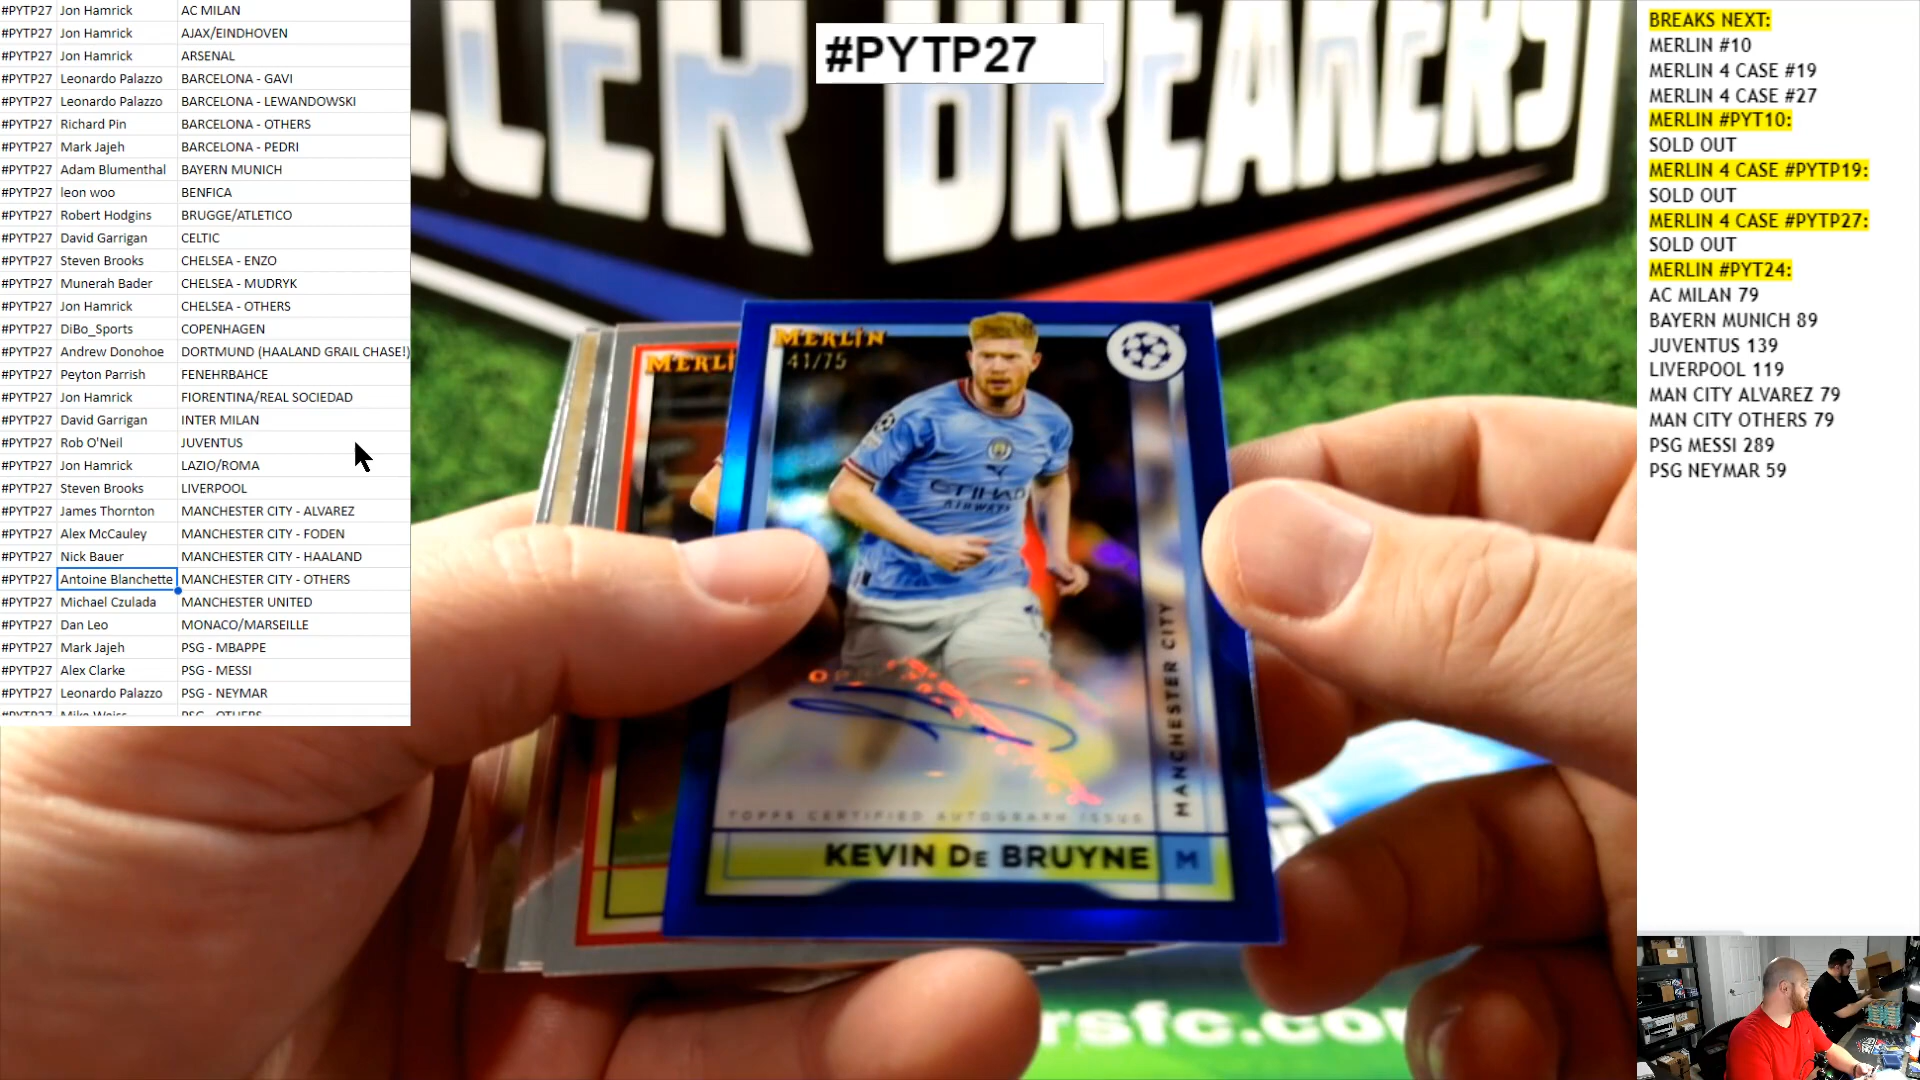 #PYTP27 Jon Hamrick AC MILAN
#PYTP27 Jon Hamrick AJAX/EINDHOVEN
#PYTP27 Jon Hamrick ARSENAL
#PYTP27 Leonardo Palazzo BARCELONA - GAVI
#PYTP27 Leonardo Palazzo BARCELONA - LEWANDOWSKI
#PYTP27 Richard Pin BARCELONA - OTHERS
#PYTP27 Mark Jajeh BARCELONA - PEDRI
#PYTP27 Adam Blumenthal BAYERN MUNICH
#PYTP27 leon woo BENFICA
#PYTP27 Robert Hodgins BRUGGE/ATLETICO
#PYTP27 David Garrigan CELTIC
#PYTP27 Steven Brooks CHELSEA - ENZO
#PYTP27 Munerah Bader CHELSEA - MUDRYK
#PYTP27 Jon Hamrick CHELSEA - OTHERS
#PYTP27 DiBo_Sports COPENHAGEN
#PYTP27 Andrew Donohoe DORTMUND (HAALAND GRAIL CHASE!)
#PYTP27 Peyton Parrish FENEHRBAHCE
#PYTP27 Jon Hamrick FIORENTINA/REAL SOCIEDAD
#PYTP27 David Garrigan INTER MILAN
#PYTP27 Rob O'Neil JUVENTUS
#PYTP27 Jon Hamrick LAZIO/ROMA
#PYTP27 Steven Brooks LIVERPOOL
#PYTP27 James Thornton MANCHESTER CITY - ALVAREZ
#PYTP27 Alex McCauley MANCHESTER CITY - FODEN
#PYTP27 Nick Bauer MANCHESTER CITY - HAALAND
#PYTP27 Antoine Blanchette MANCHESTER CITY - OTHERS
#PYTP27 Michael Czulada MANCHESTER UNITED
#PYTP27 Dan Leo MONACO/MARSEILLE
#PYTP27 Mark Jajeh PSG - MBAPPE
#PYTP27 Alex Clarke PSG - MESSI
#PYTP27 Leonardo Palazzo PSG - NEYMAR
#PYTP27 Mike Weiss PSG - OTHERS
#PYTP27
LLER BREAKERS
MERLIN
MERLIN
41/75
ETIHAD
AIRWAYS
MANCHESTER CITY
TOPPS CERTIFIED AUTOGRAPH ISSUE
KEVIN DE BRUYNE M
rsfc.co
BREAKS NEXT:
MERLIN #10
MERLIN 4 CASE #19
MERLIN 4 CASE #27
MERLIN #PYT10:
SOLD OUT
MERLIN 4 CASE #PYTP19:
SOLD OUT
MERLIN 4 CASE #PYTP27:
SOLD OUT
MERLIN #PYT24:
AC MILAN 79
BAYERN MUNICH 89
JUVENTUS 139
LIVERPOOL 119
MAN CITY ALVAREZ 79
MAN CITY OTHERS 79
PSG MESSI 289
PSG NEYMAR 59